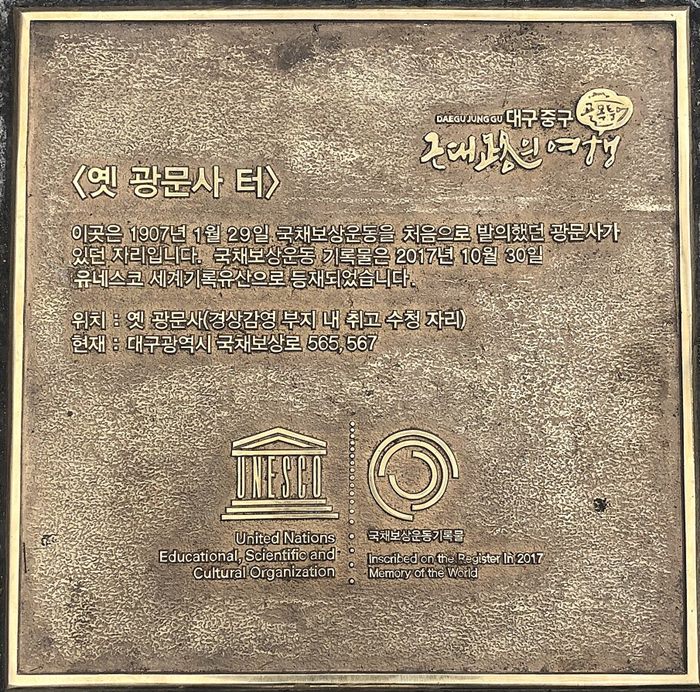 DAEGU JUNG GU 대구 중구 골목투어
근대골목의 여행
<옛 광문사 터>
이곳은 1907년 1월 29일 국채보상운동을 처음으로 발의했던 광문사가
있던 자리입니다. 국채보상운동 기록물은 2017년 10월 30일
유네스코 세계기록유산으로 등재되었습니다.
위치 : 옛 광문사(경상감영 부지 내 취고 수청 자리)
현재 : 대구광역시 국채보상로 565, 567
UNESCO
United Nations
Educational, Scientific and
Cultural Organization
국채보상운동기록물
Inscribed on the Register in 2017
Memory of the World